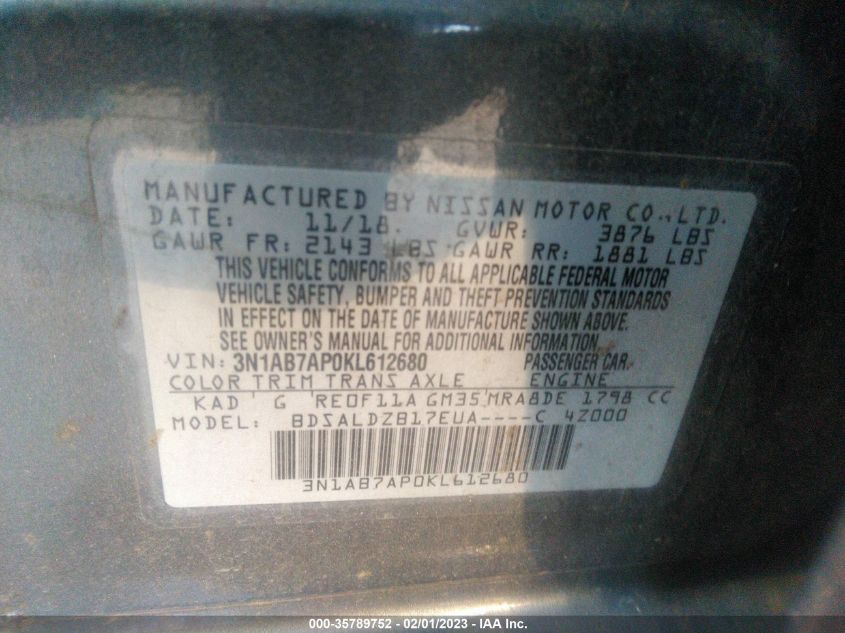 MANUFACTURED BY NISSAN MOTOR CO., LTD.
DATE: 11/18. GVWR: 3876 LBS
GAWR FR: 2143 LBS GAWR RR: 1881 LBS
THIS VEHICLE CONFORMS TO ALL APPLICABLE FEDERAL MOTOR
VEHICLE SAFETY, BUMPER AND THEFT PREVENTION STANDARDS
IN EFFECT ON THE DATE OF MANUFACTURE SHOWN ABOVE.
SEE OWNER'S MANUAL FOR ADDITIONAL INFORMATION.
VIN: 3N1AB7AP0KL612680 PASSENGER CAR
COLOR TRIM TRANS AXLE ENGINE
KAD G RE0F11A GM35 MRA8DE 1798 CC
MODEL: BDSALDZB17EUA----C 4Z000
3N1AB7AP0KL612680
000-35789752 - 02/01/2023 - IAA Inc.